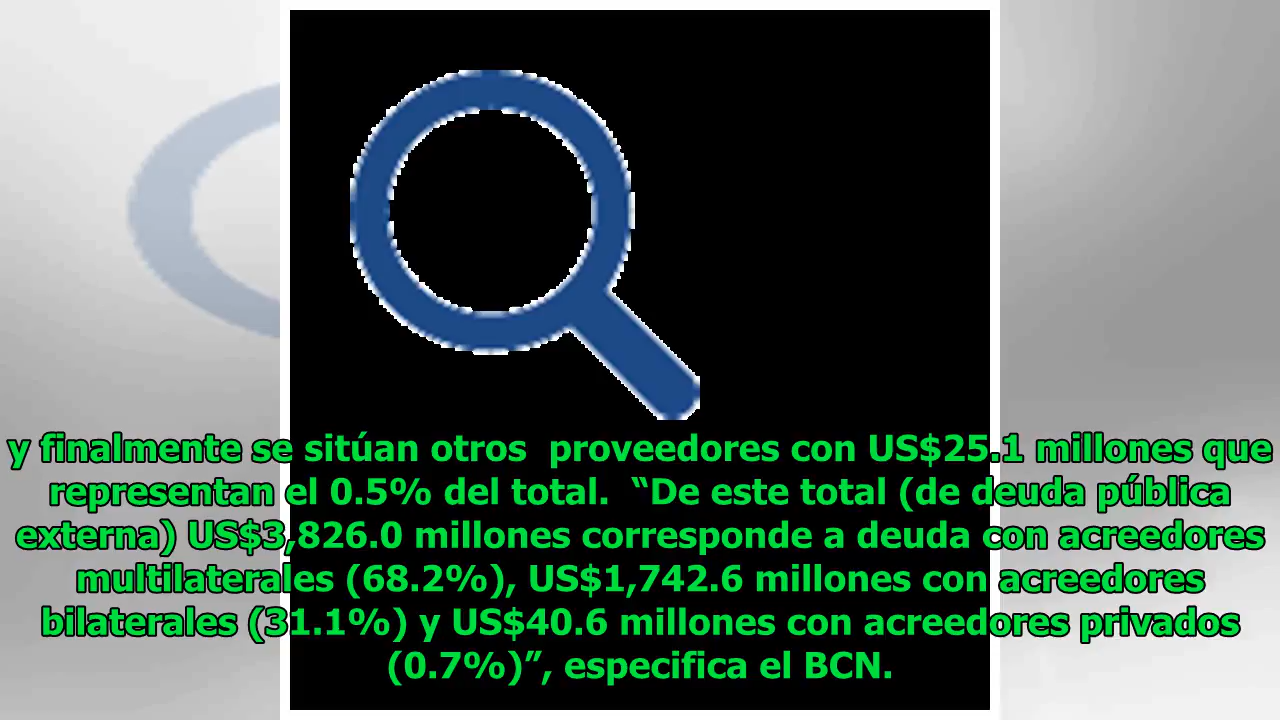 y finalmente se sitúan otros  proveedores con US$25.1 millones que
representan el 0.5% del total.  “De este total (de deuda pública
externa) US$3,826.0 millones corresponde a deuda con acreedores
multilaterales (68.2%), US$1,742.6 millones con acreedores
bilaterales (31.1%) y US$40.6 millones con acreedores privados
(0.7%)”, especifica el BCN.